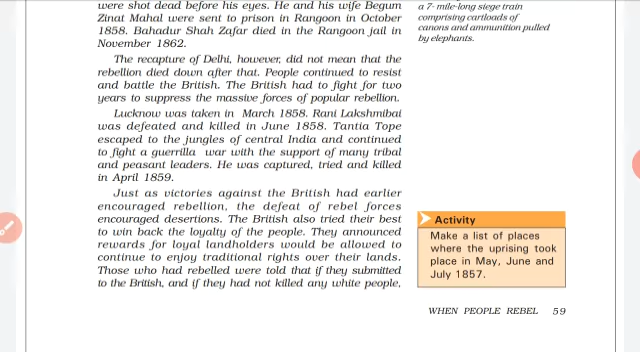 were shot dead before his eyes. He and his wife Begum
Zinat Mahal were sent to prison in Rangoon in October
1858. Bahadur Shah Zafar died in the Rangoon jail in
November 1862.
The recapture of Delhi, however, did not mean that the
rebellion died down after that. People continued to resist
and battle the British. The British had to fight for two
years to suppress the massive forces of popular rebellion.
Lucknow was taken in March 1858. Rani Lakshmibai
was defeated and killed in June 1858. Tantia Tope
escaped to the jungles of central India and continued
to fight a guerrilla war with the support of many tribal
and peasant leaders. He was captured, tried and killed
in April 1859.
Just as victories against the British had earlier
encouraged rebellion, the defeat of rebel forces
encouraged desertions. The British also tried their best
to win back the loyalty of the people. They announced
rewards for loyal landholders would be allowed to
continue to enjoy traditional rights over their lands.
Those who had rebelled were told that if they submitted
to the British, and if they had not killed any white people,
a 7- mile-long siege train
comprising cartloads of
canons and ammunition pulled
by elephants.
Activity
Make a list of places
where the uprising took
place in May, June and
July 1857.
WHEN PEOPLE REBEL 59